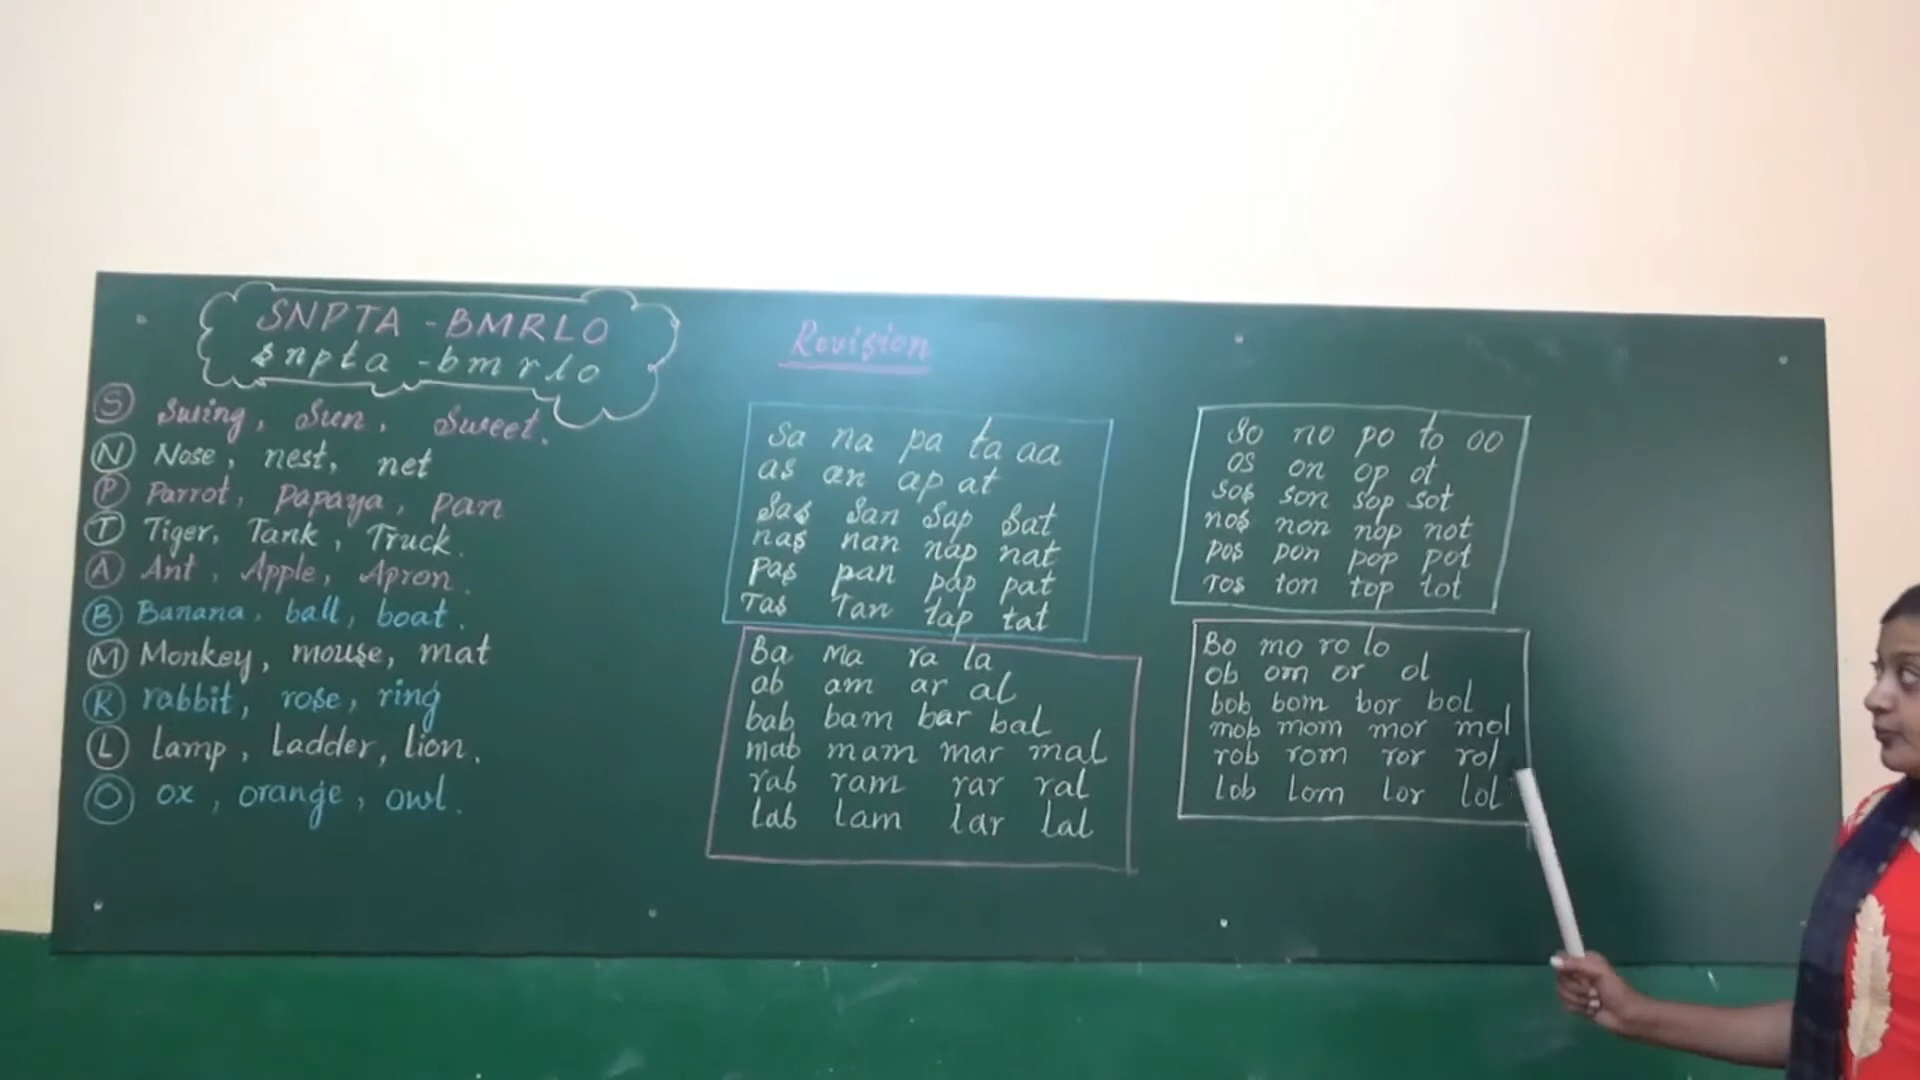 SNPTA - BMRLO
snpta - bmrlo
S Swing, Sun, Sweet.
N Nose, nest, net
P Parrot, papaya, pan
T Tiger, Tank, Truck.
A Ant, Apple, Apron.
B Banana, ball, boat.
M Monkey, mouse, mat
R rabbit, rose, ring
L Lamp, Ladder, lion.
O ox, orange, owl.
Revision
Sa na pa ta aa
as an ap at
Sas San Sap Sat
nas nan nap nat
pas pan pap pat
Tas Tan tap tat
Ba Ma ra la
ab am ar al
bab bam bar bal
mab mam mar mal
rab ram rar ral
lab lam lar lal
So no po to oo
os on op ot
sos son sop sot
nos non nop not
pos pon pop pot
Tos ton top tot
Bo mo ro lo
ob om or ol
bob bom bor bol
mob mom mor mol
rob rom ror rol
lob lom lor lol